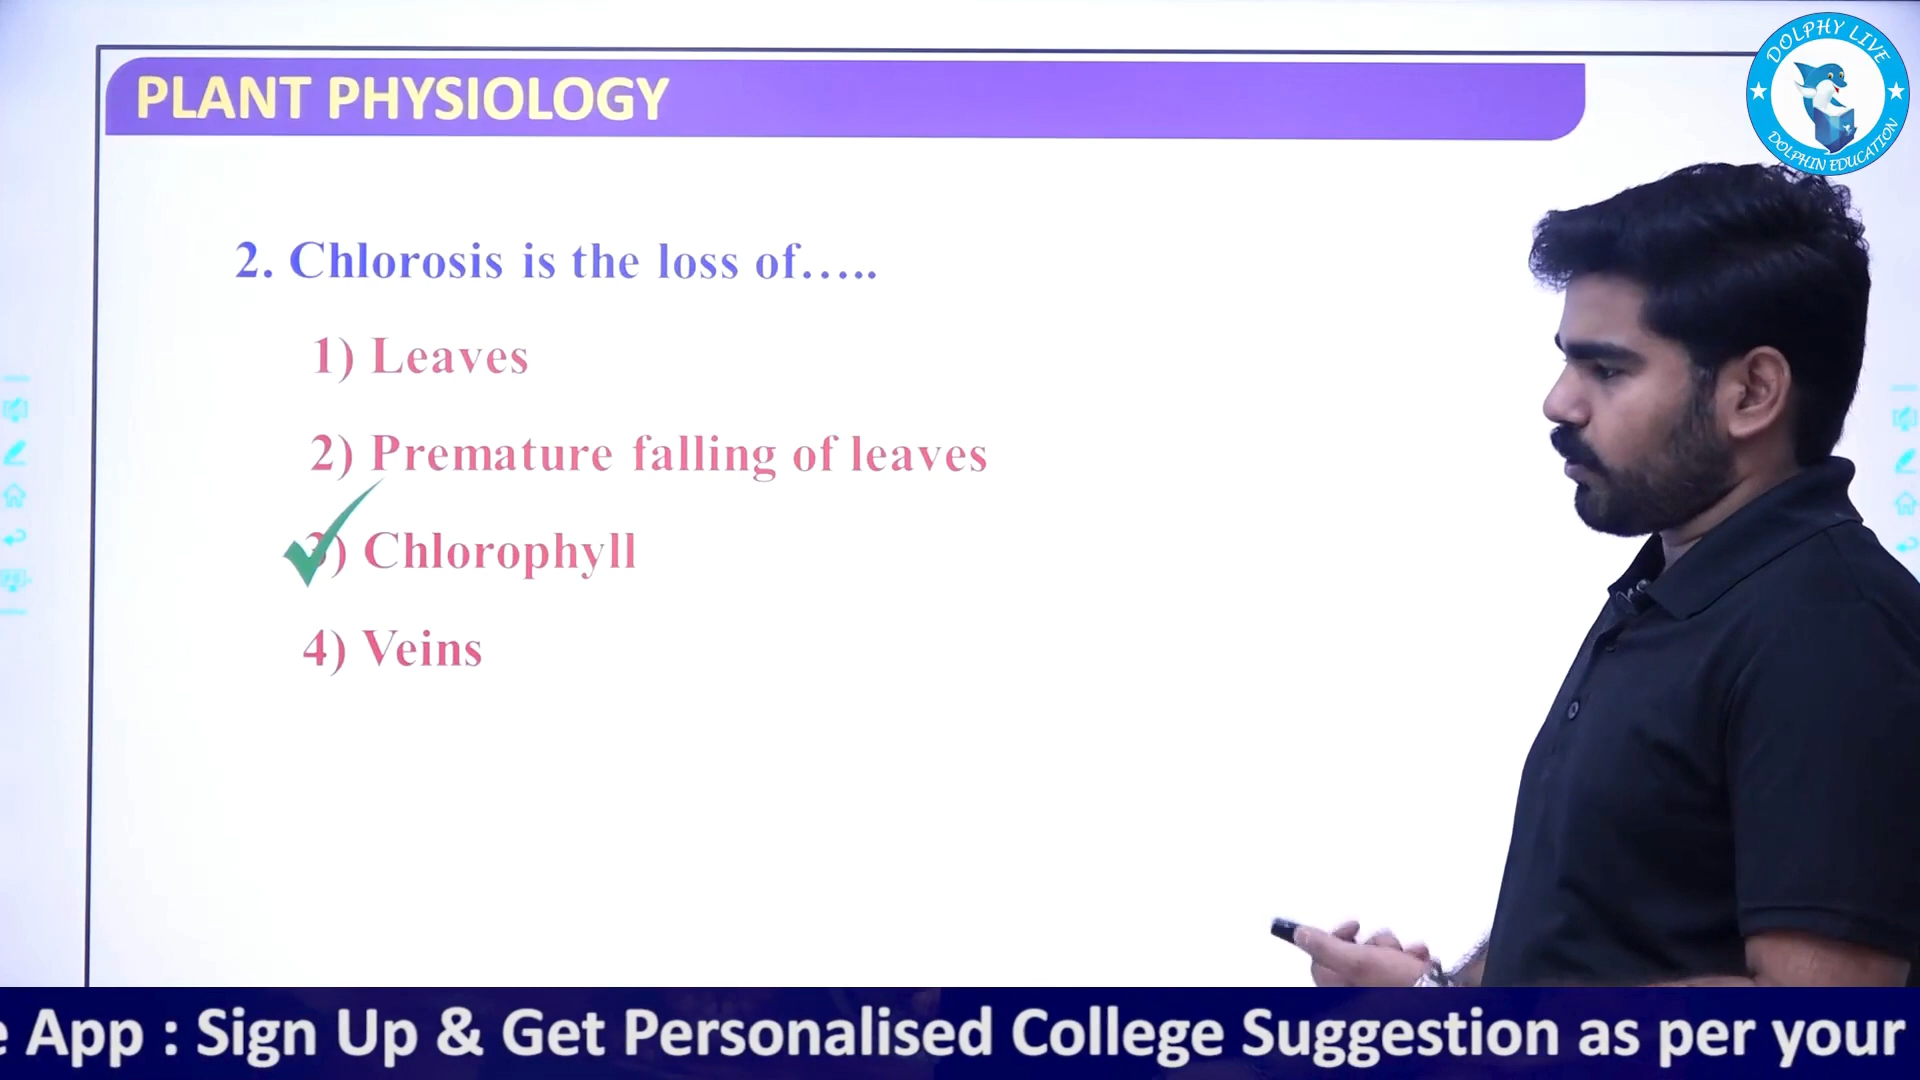 DOLPHY LIVE
DOLPHIN EDUCATION
PLANT PHYSIOLOGY
2. Chlorosis is the loss of.....
1) Leaves
2) Premature falling of leaves
3) Chlorophyll
4) Veins
e App : Sign Up & Get Personalised College Suggestion as per your